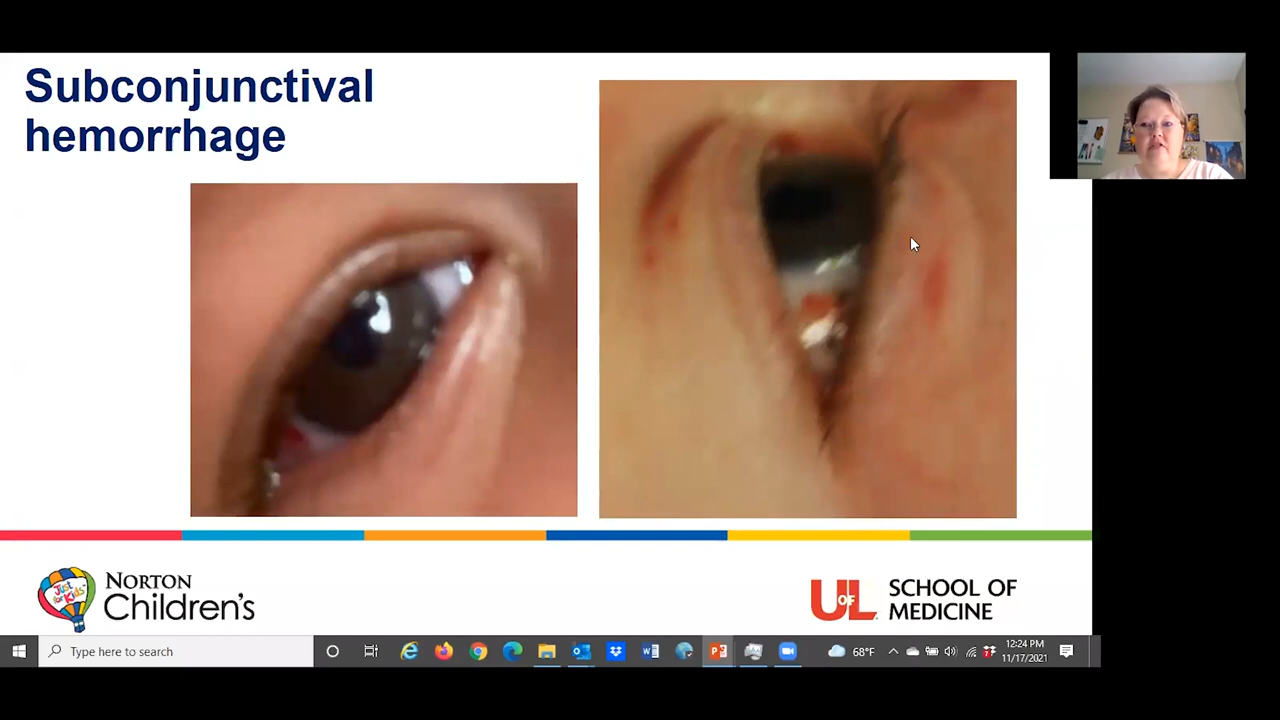 Subconjunctival
hemorrhage
Just
for Kids
NORTON
Children's
UofL
SCHOOL OF
MEDICINE
Type here to search
68°F
12:24 PM
11/17/2021